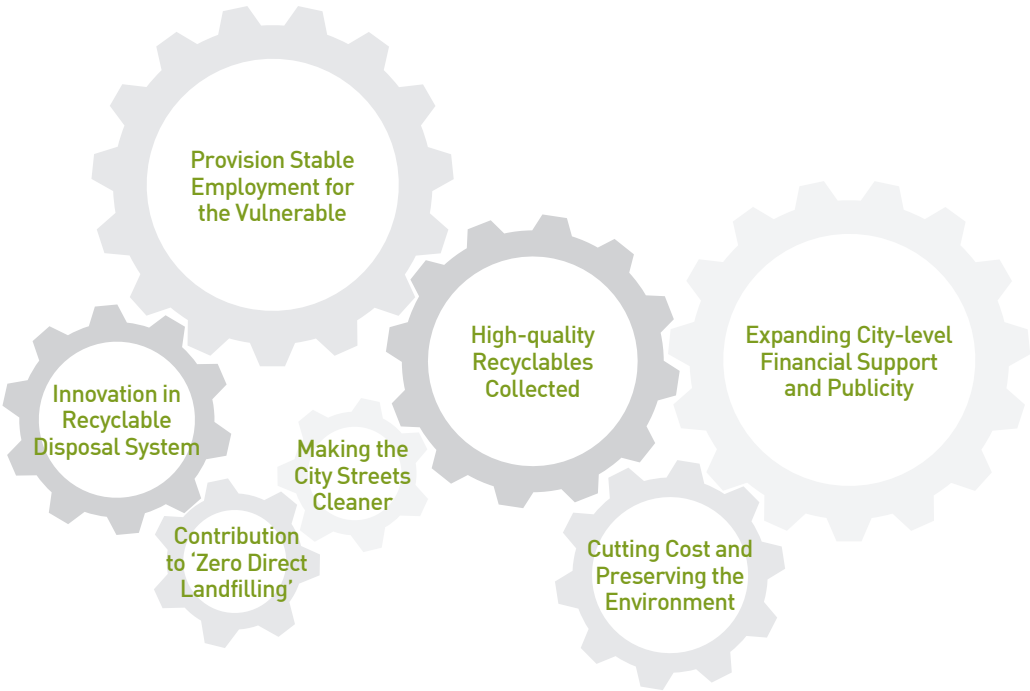 Provision Stable
Employment for
the Vulnerable
High-quality
Recyclables
Collected
Expanding City-level
Financial Support
and Publicity
Innovation in
Recyclable
Disposal System
Making the
City Streets
Cleaner
Contribution
to ‘Zero Direct
Landfilling’
Cutting Cost and
Preserving the
Environment